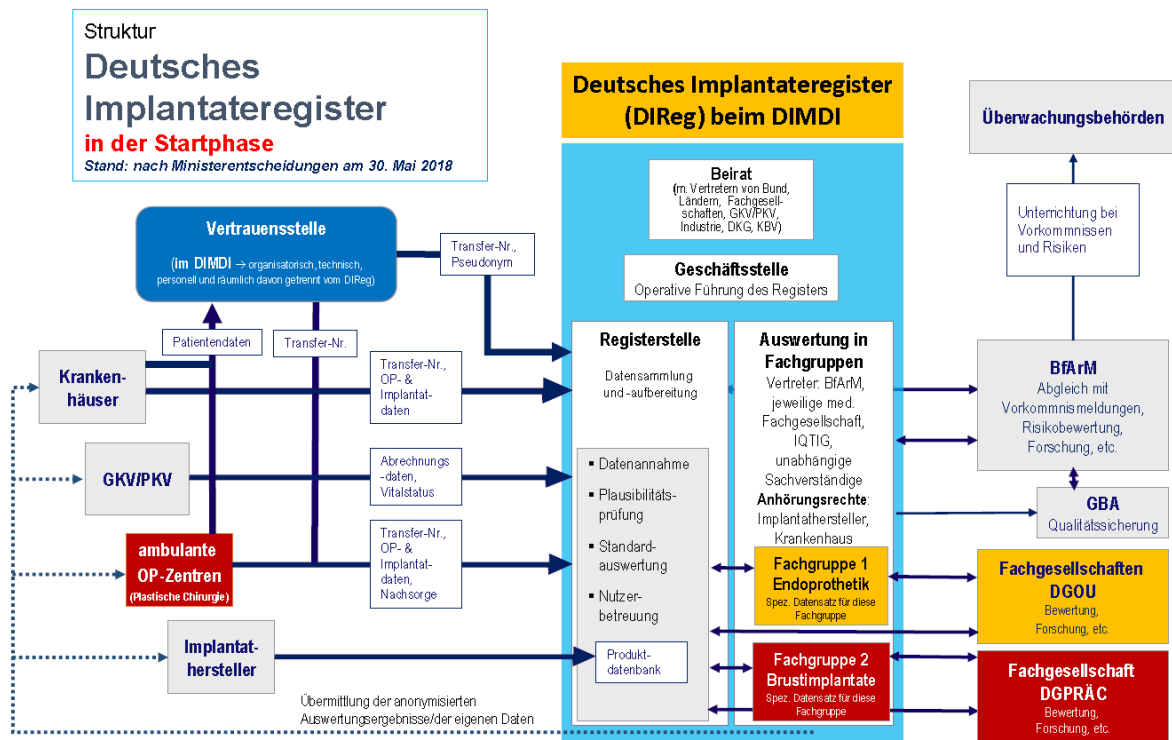 Struktur
Deutsches
Implantateregister
in der Startphase
Stand: nach Ministerentscheidungen am 30. Mai 2018
Deutsches Implantateregister
(DIReg) beim DIMDI
Überwachungsbehörden
Beirat
(m. Vertretern von Bund,
Ländern, Fachgesell-
schaften, GKV/PKV,
Industrie, DKG, KBV)
Unterrichtung bei
Vorkommnissen
und Risiken
Vertrauensstelle
(im DIMDI → organisatorisch, technisch,
personell und räumlich davon getrennt vom DIReg)
Transfer-Nr.,
Pseudonym
Geschäftsstelle
Operative Führung des Registers
Patientendaten
Transfer-Nr.
Registerstelle
Datensammlung
und -aufbereitung
Auswertung in
Fachgruppen
Vertreter: BfArM,
jeweilige med.
Fachgesellschaft,
IQTIG,
unabhängige
Sachverständige
Anhörungsrechte:
Implanthersteller,
Krankenhaus
Kranken-
häuser
Transfer-Nr.,
OP- &
Implantat-
daten
BfArM
Abgleich mit
Vorkommnismeldungen,
Risikobewertung,
Forschung, etc.
GKV/PKV
Abrechnungs
-daten,
Vitalstatus
▪ Datenannahme
▪ Plausibilitäts-
prüfung
▪ Standard-
auswertung
▪ Nutzer-
betreuung
GBA
Qualitätssicherung
ambulante
OP-Zentren
(Plastische Chirurgie)
Transfer-Nr.,
OP- &
Implantat-
daten,
Nachsorge
Fachgruppe 1
Endoprothetik
Spez. Datensatz für diese
Fachgruppe
Fachgesellschaften
DGOU
Bewertung,
Forschung, etc.
Implantat-
hersteller
Produkt-
datenbank
Fachgruppe 2
Brustimplantate
Spez. Datensatz für diese
Fachgruppe
Fachgesellschaft
DGPRÄC
Bewertung,
Forschung, etc.
Übermittlung der anonymisierten
Auswertungsergebnisse/der eigenen Daten